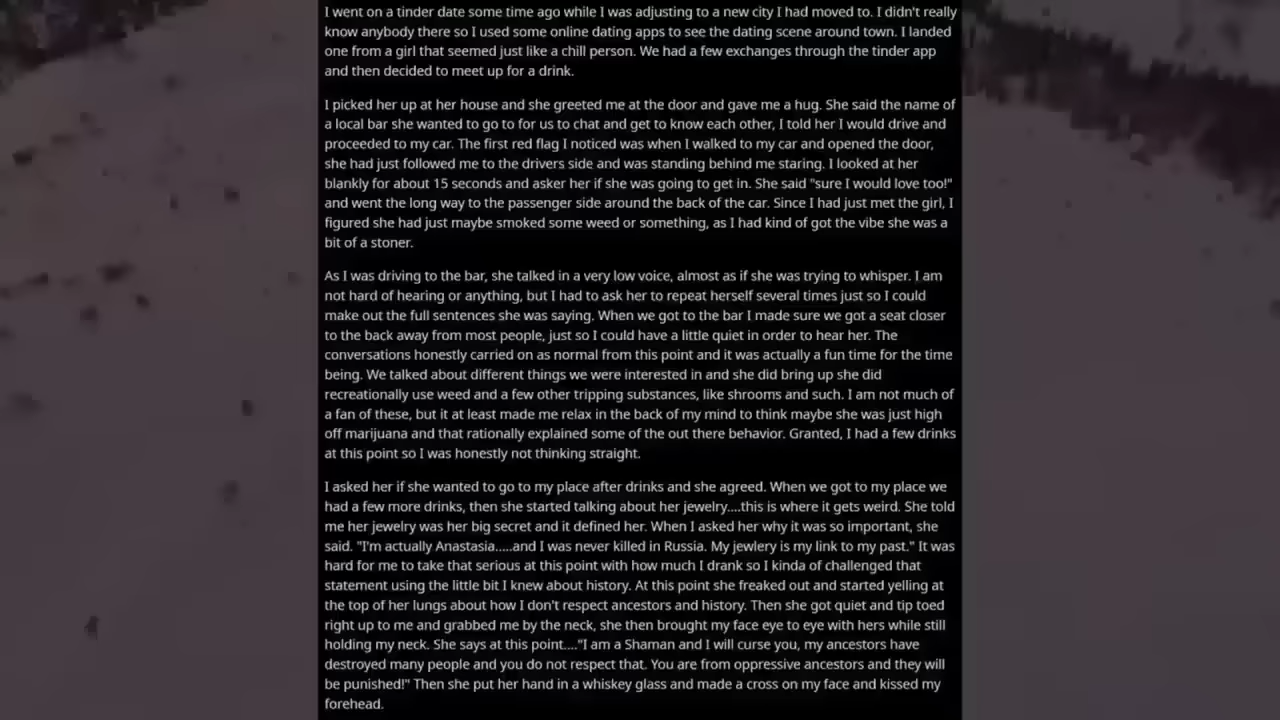 I went on a tinder date some time ago while I was adjusting to a new city I had moved to. I didn't really
know anybody there so I used some online dating apps to see the dating scene around town. I landed
one from a girl that seemed just like a chill person. We had a few exchanges through the tinder app
and then decided to meet up for a drink.
I picked her up at her house and she greeted me at the door and gave me a hug. She said the name of
a local bar she wanted to go to for us to chat and get to know each other, I told her I would drive and
proceeded to my car. The first red flag I noticed was when I walked to my car and opened the door,
she had just followed me to the drivers side and was standing behind me staring. I looked at her
blankly for about 15 seconds and asker her if she was going to get in. She said "sure I would love too!"
and went the long way to the passenger side around the back of the car. Since I had just met the girl, I
figured she had just maybe smoked some weed or something, as I had kind of got the vibe she was a
bit of a stoner.
As I was driving to the bar, she talked in a very low voice, almost as if she was trying to whisper. I am
not hard of hearing or anything, but I had to ask her to repeat herself several times just so I could
make out the full sentences she was saying. When we got to the bar I made sure we got a seat closer
to the back away from most people, just so I could have a little quiet in order to hear her. The
conversations honestly carried on as normal from this point and it was actually a fun time for the time
being. We talked about different things we were interested in and she did bring up she did
recreationally use weed and a few other tripping substances, like shrooms and such. I am not much of
a fan of these, but it at least made me relax in the back of my mind to think maybe she was just high
off marijuana and that rationally explained some of the out there behavior. Granted, I had a few drinks
at this point so I was honestly not thinking straight.
I asked her if she wanted to go to my place after drinks and she agreed. When we got to my place we
had a few more drinks, then she started talking about her jewelry....this is where it gets weird. She told
me her jewelry was her big secret and it defined her. When I asked her why it was so important, she
said. "I'm actually Anastasia.....and I was never killed in Russia. My jewlery is my link to my past." It was
hard for me to take that serious at this point with how much I drank so I kinda of challenged that
statement using the little bit I knew about history. At this point she freaked out and started yelling at
the top of her lungs about how I don't respect ancestors and history. Then she got quiet and tip toed
right up to me and grabbed me by the neck, she then brought my face eye to eye with hers while still
holding my neck. She says at this point...."I am a Shaman and I will curse you, my ancestors have
destroyed many people and you do not respect that. You are from oppressive ancestors and they will
be punished!" Then she put her hand in a whiskey glass and made a cross on my face and kissed my
forehead.